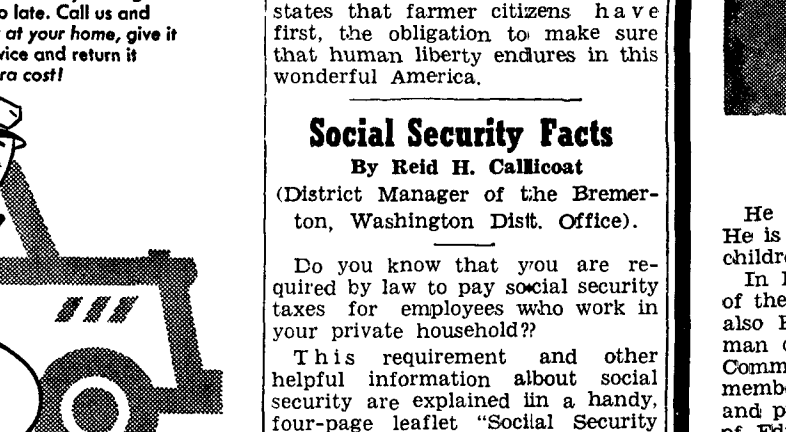 o late. Call us and
at your home, give it
vice and return it
ra cost!
states that farmer citizens have
first, the obligation to make sure
that human liberty endures in this
wonderful America.
Social Security Facts
By Reid H. Callicoat
(District Manager of the Bremer-
ton, Washington Distt. Office).
Do you know that you are re-
quired by law to pay social security
taxes for employees who work in
your private household??
This requirement and other
helpful information albout social
security are explained iin a handy,
four-page leaflet "Social Security
He
He is
childre
In
of the
also
man
Comm
membe
and p